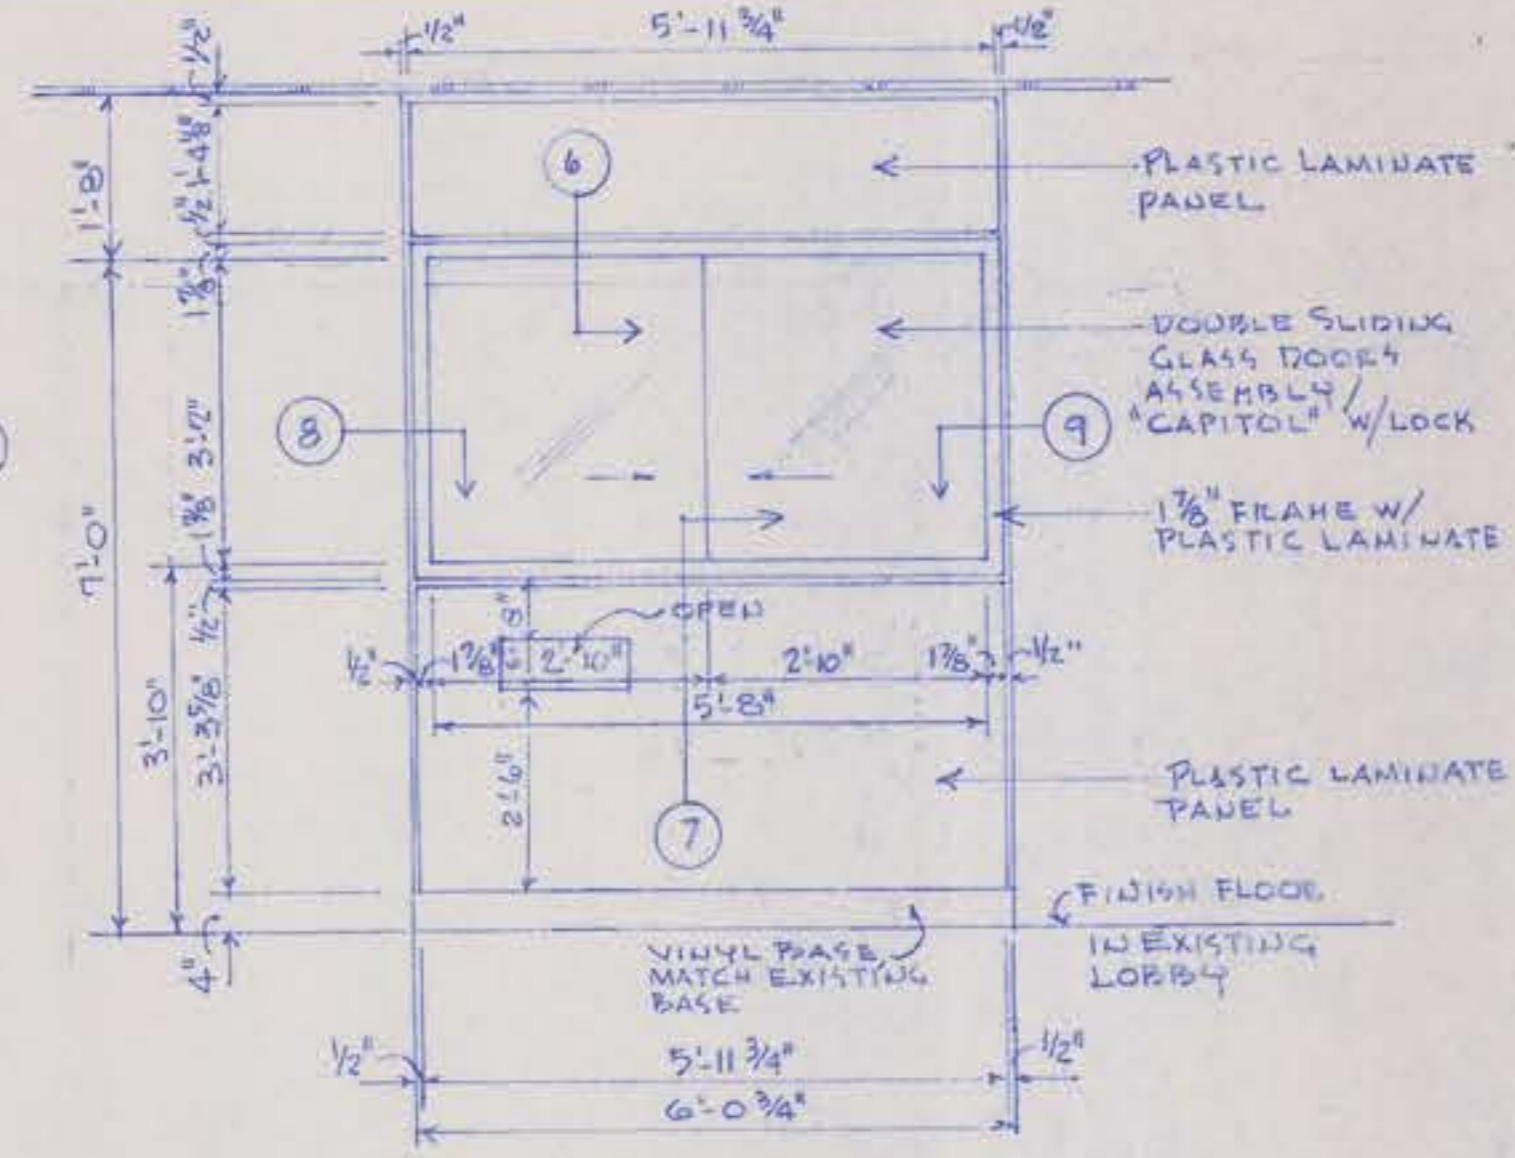 1/2"
5'-11 3/4"
1/2"
1/2"
1'-8"
1'-4 1/8"
1/2"
1 7/8"
6
PLASTIC LAMINATE
PANEL
DOUBLE SLIDING
GLASS DOORS
ASSEMBLY/
"CAPITOL" W/LOCK
8
9
3'-2"
1 7/8"
1 7/8" FRAME W/
PLASTIC LAMINATE
7'-0"
1/2"
8"
OPEN
1/2"
1 7/8"
6"
2'-10"
2'-10"
1 7/8"
1/2"
5'-8"
3'-10"
3'-3 5/8"
2'-6"
7
PLASTIC LAMINATE
PANEL
FINISH FLOOR
IN EXISTING
LOBBY
4"
VINYL BASE,
MATCH EXISTING
BASE
1/2"
5'-11 3/4"
1/2"
6'-0 3/4"